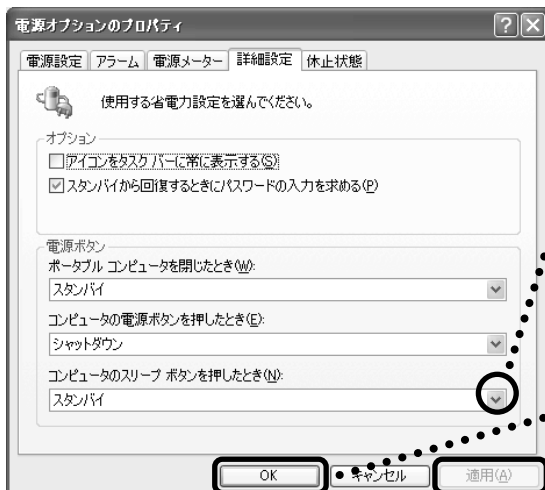 電源オプションのプロパティ
電源設定 アラーム 電源メーター 詳細設定 休止状態
使用する省電力設定を選んでください。
オプション
アイコンをタスク バーに常に表示する(S)
スタンバイから回復するときにパスワードの入力を求める(P)
電源ボタン
ポータブル コンピュータを閉じたとき(W):
スタンバイ
コンピュータの電源ボタンを押したとき(E):
シャットダウン
コンピュータのスリープ ボタンを押したとき(N):
スタンバイ
OK キャンセル 適用(A)